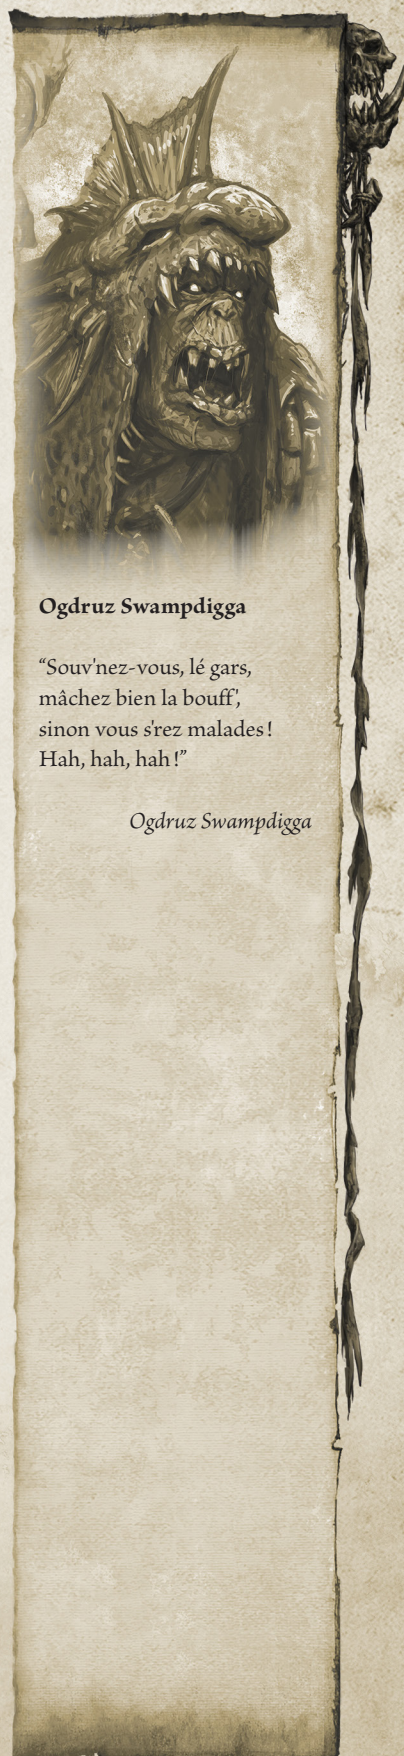 Ogdruz Swampdigga
“Souv'nez-vous, lé gars,
mâchez bien la bouff',
sinon vous s'rez malades !
Hah, hah, hah !”
Ogdruz Swampdigga